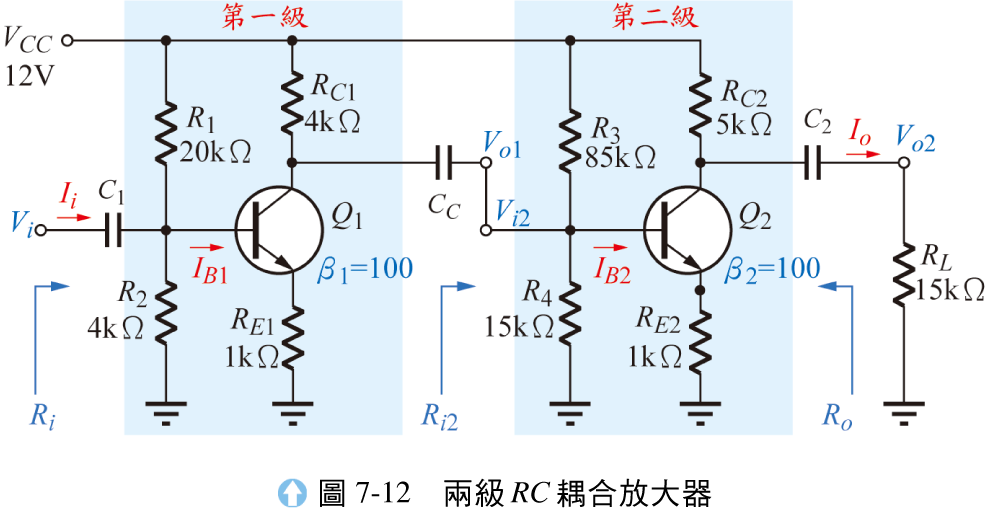 第一級
第二級
VCC
12V
R1
20kΩ
RC1
4kΩ
R3
85kΩ
RC2
5kΩ
C1
Ii
Vi
IB1
Q1
β1=100
CC
Vo1
Vi2
IB2
Q2
β2=100
C2
Io
Vo2
R2
4kΩ
RE1
1kΩ
R4
15kΩ
RE2
1kΩ
RL
15kΩ
Ri
Ri2
Ro
圖 7-12 兩級 RC 耦合放大器